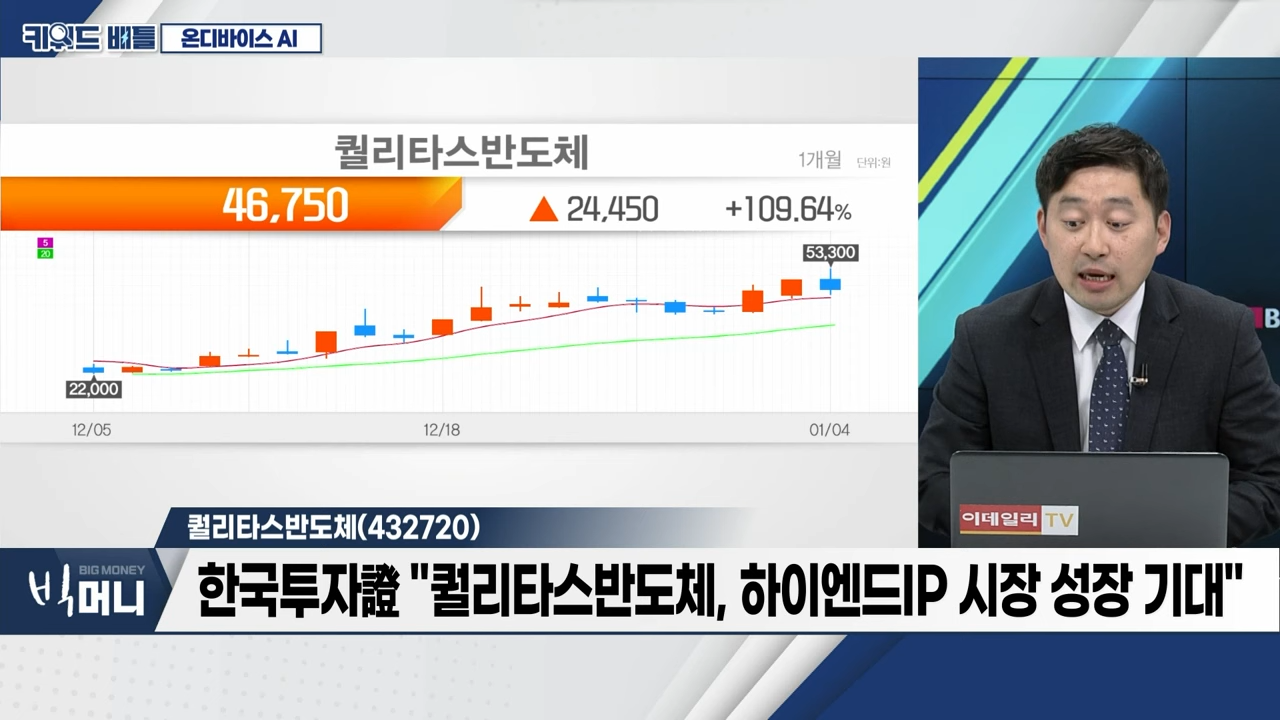 키워드 배틀
온디바이스 AI
퀄리타스반도체
1개월 단위:원
46,750 ▲ 24,450 +109.64%
5
20
53,300
22,000
12/05 12/18 01/04
B
이데일리 TV
퀄리타스반도체(432720)
BIG MONEY
빅머니
한국투자證 "퀄리타스반도체, 하이엔드IP 시장 성장 기대"